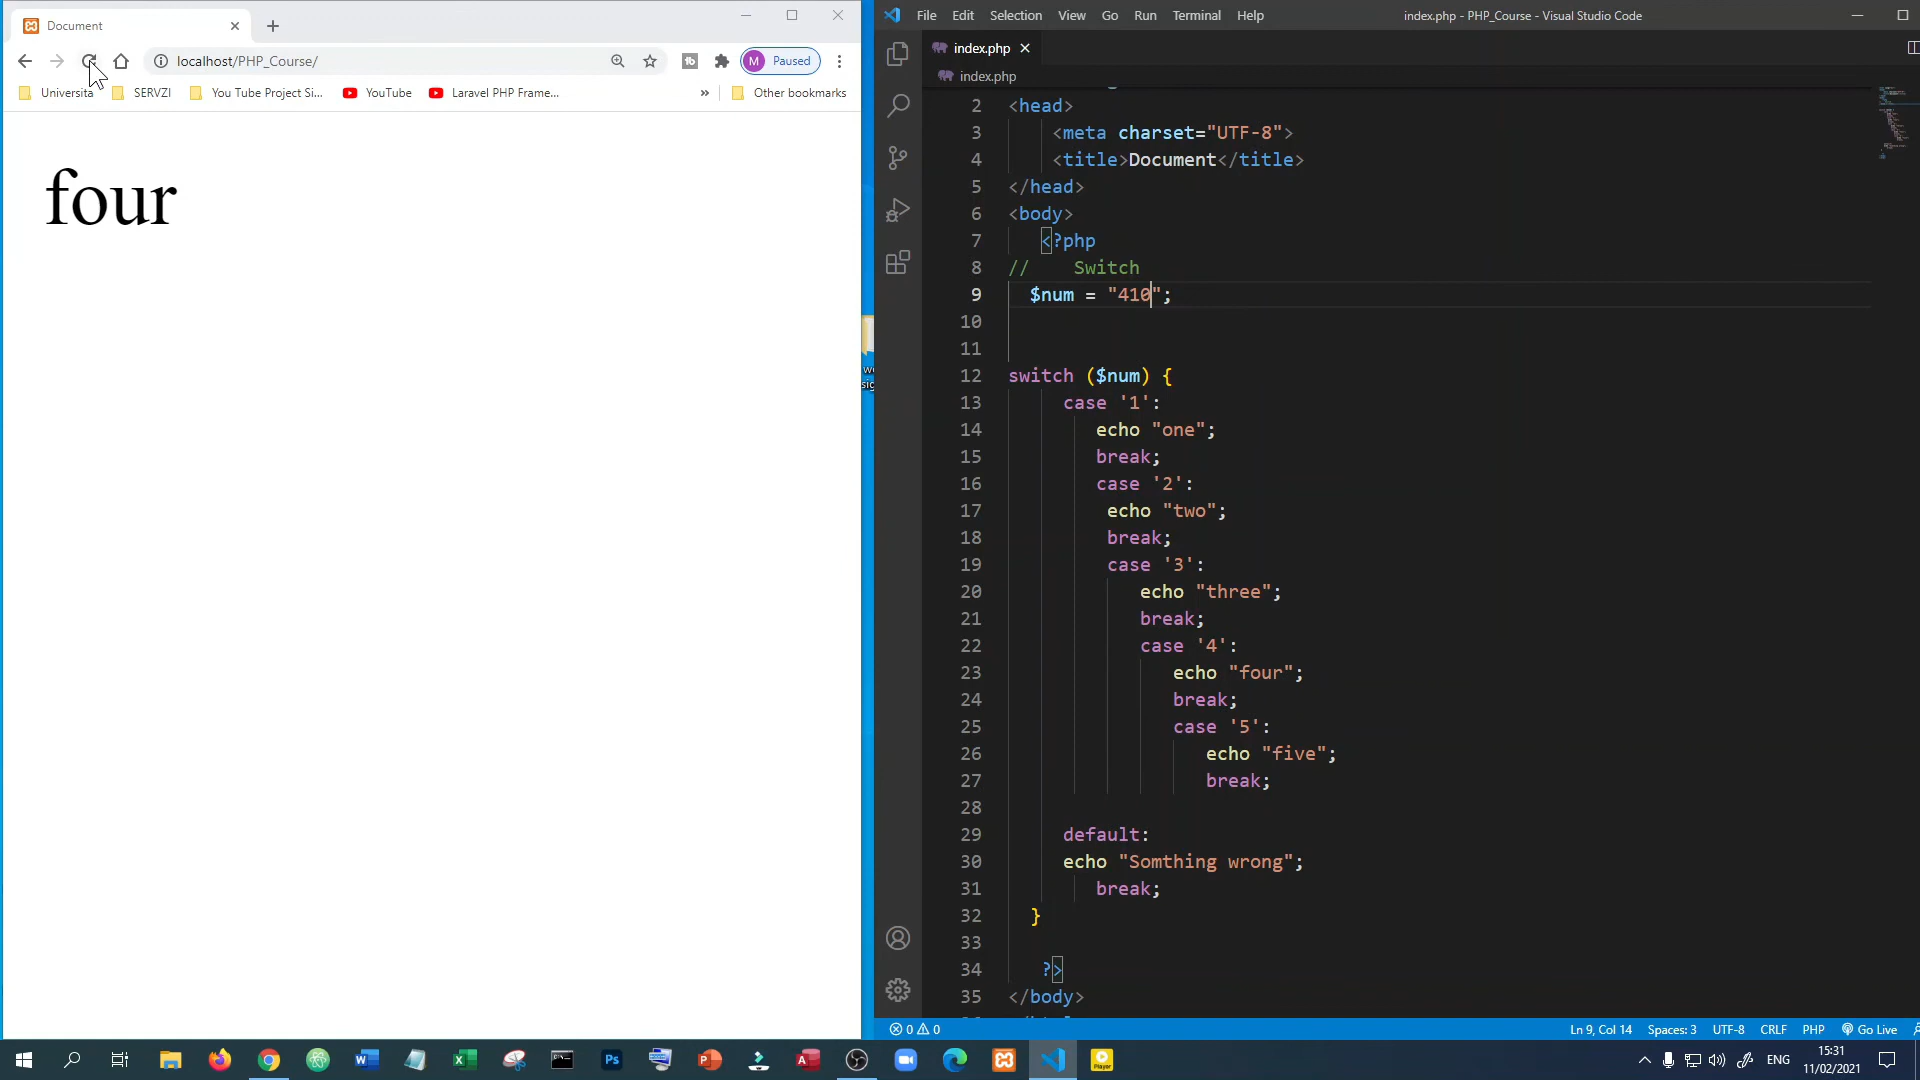 Document
localhost/PHP_Course/
Paused
M
Universita
SERVZI
You Tube Project Si...
YouTube
Laravel PHP Frame...
»
Other bookmarks
four
File Edit Selection View Go Run Terminal Help
index.php - PHP_Course - Visual Studio Code
index.php
index.php
2 <head>
3 <meta charset="UTF-8">
4 <title>Document</title>
5 </head>
6 <body>
7 <?php
8 // Switch
9 $num = "410";
10
11
12 switch ($num) {
13 case '1':
14 echo "one";
15 break;
16 case '2':
17 echo "two";
18 break;
19 case '3':
20 echo "three";
21 break;
22 case '4':
23 echo "four";
24 break;
25 case '5':
26 echo "five";
27 break;
28
29 default:
30 echo "Somthing wrong";
31 break;
32 }
33
34 ?>
35 </body>
0 0
Ln 9, Col 14 Spaces: 3 UTF-8 CRLF PHP Go Live
ENG
15:31
11/02/2021